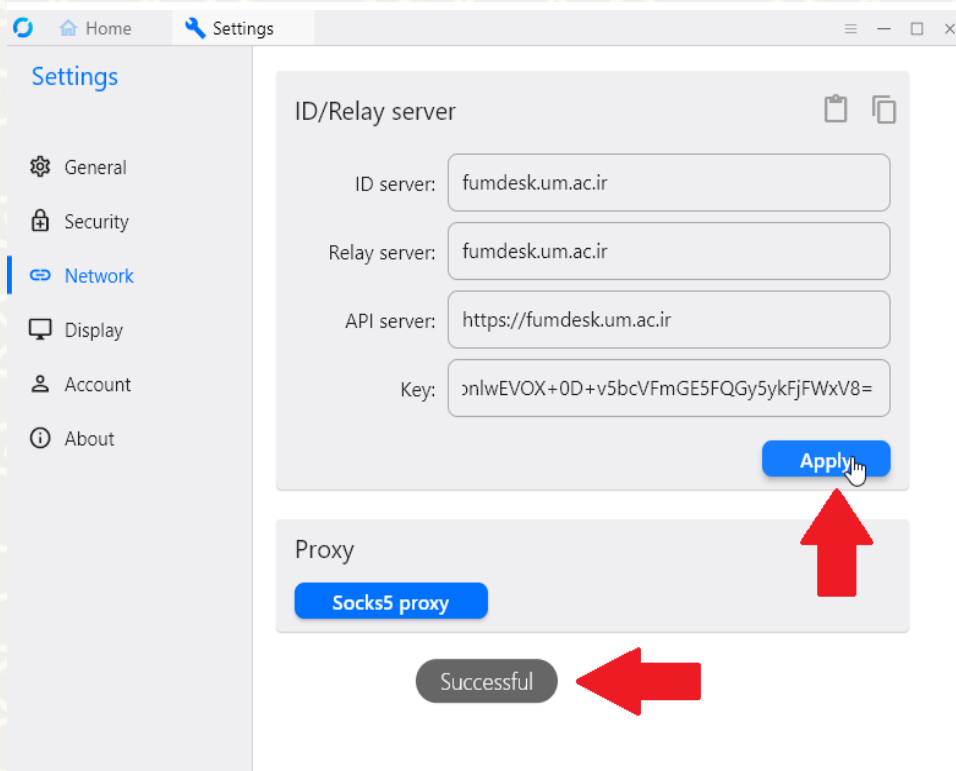 Home
Settings
Settings
General
Security
Network
Display
Account
About
ID/Relay server
ID server: fumdesk.um.ac.ir
Relay server: fumdesk.um.ac.ir
API server: https://fumdesk.um.ac.ir
Key: onlwEVOX+0D+v5bcVFmGE5FQGy5ykFjFWxV8=
Apply
Proxy
Socks5 proxy
Successful